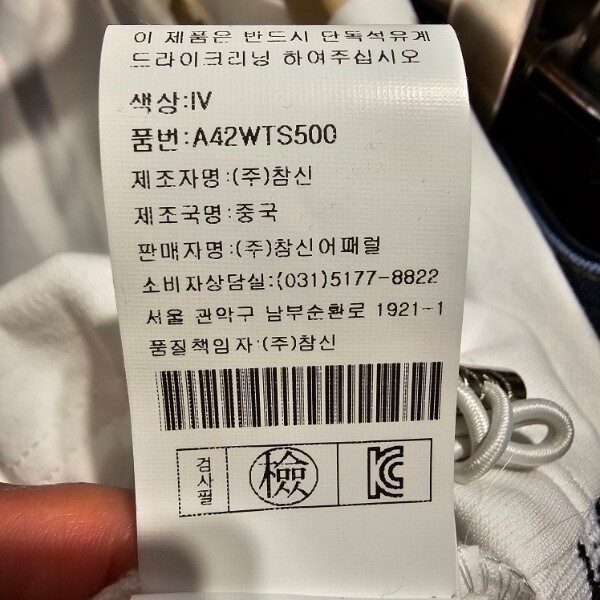 이 제품은 반드시 단독석유계
드라이크리닝 하여주십시오
색상:IV
품번:A42WTS500
제조자명:(주)참신
제조국명:중국
판매자명:(주)참신어패럴
소비자상담실:(031)5177-8822
서울 관악구 남부순환로 1921-1
품질책임자:(주)참신
검사필 檢 KC